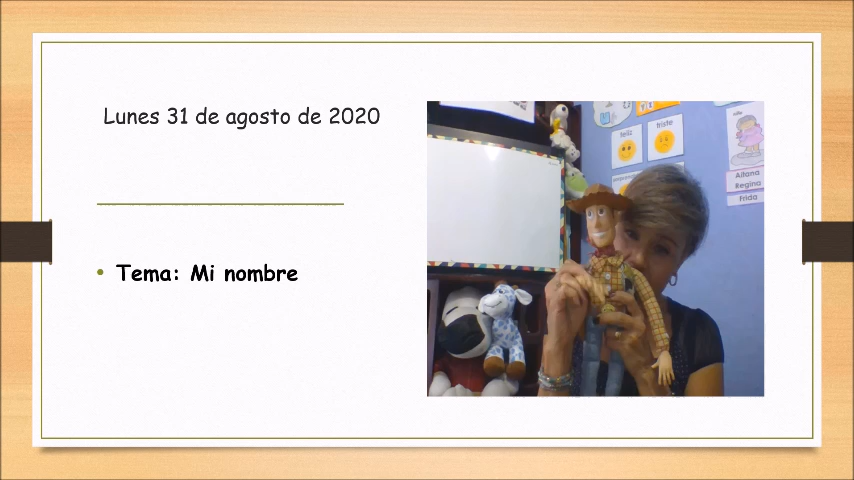 Lunes 31 de agosto de 2020
Tema: Mi nombre
feliz
triste
Aitana
Regina
Frida